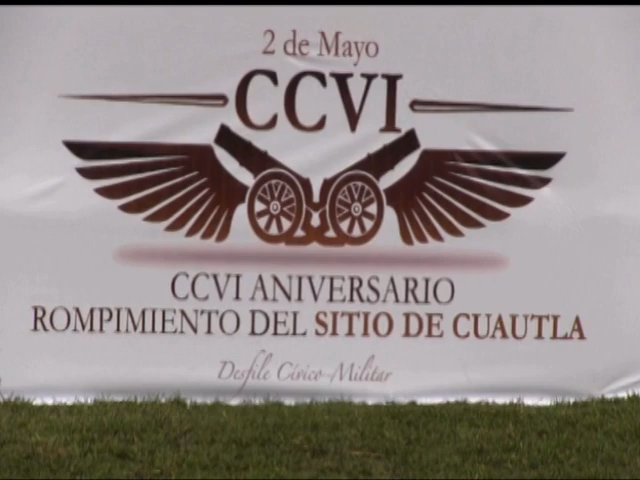 2 de Mayo
CCVI
CCVI ANIVERSARIO
ROMPIMIENTO DEL SITIO DE CUAUTLA
Desfile Cívico-Militar